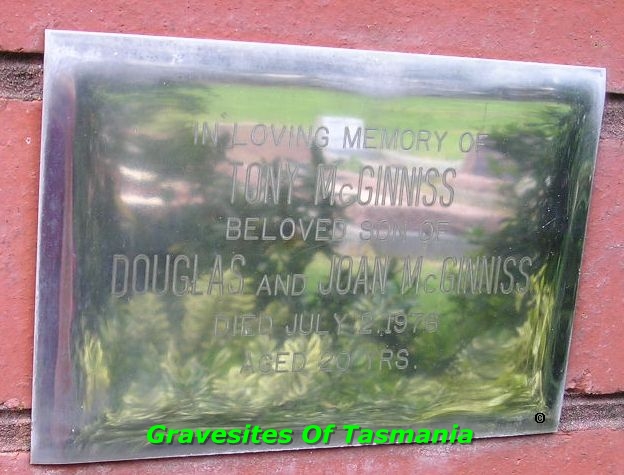 IN LOVING MEMORY OF
TONY McGINNISS
BELOVED SON OF
DOUGLAS AND JOAN McGINNISS
DIED JULY 2, 1978
AGED 20 YRS.
Gravesites Of Tasmania